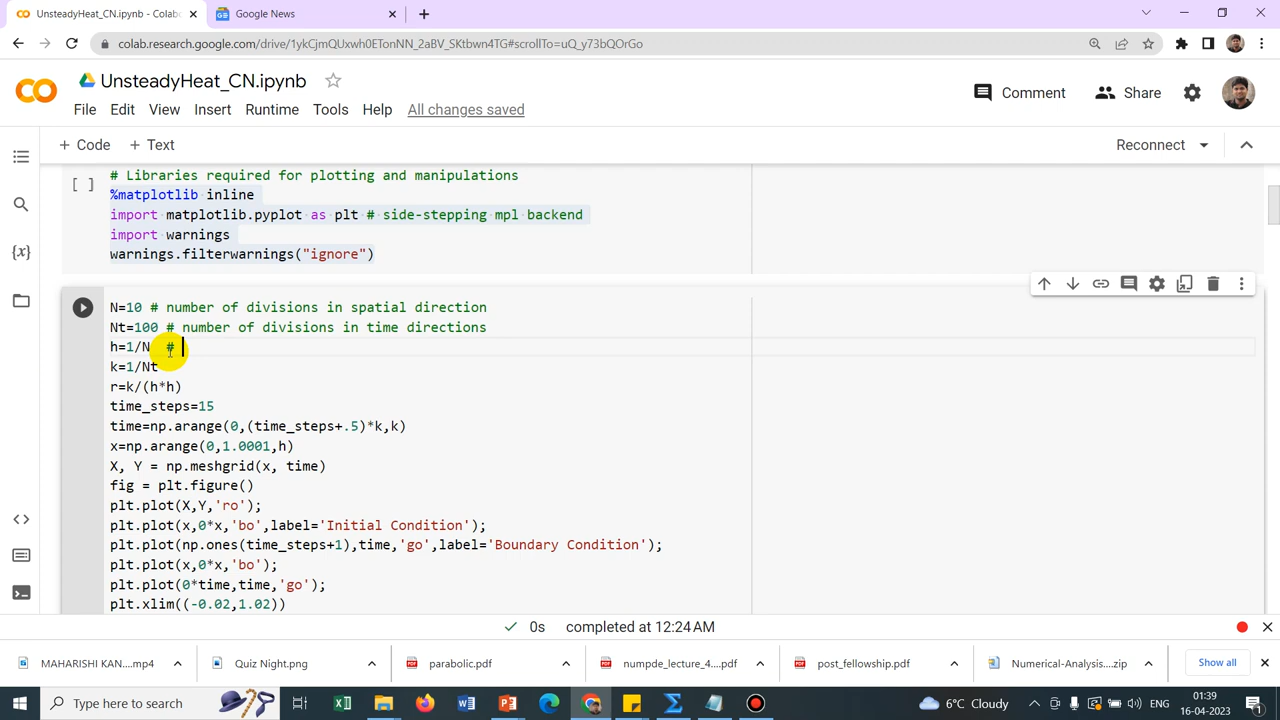 UnsteadyHeat_CN.ipynb - Colab
Google News
colab.research.google.com/drive/1ykCjmQUxwh0ETonNN_2aBV_SKtbwn4TG#scrollTo=uQ_y73bQOrGo
UnsteadyHeat_CN.ipynb
Comment
Share
File Edit View Insert Runtime Tools Help All changes saved
+ Code + Text
Reconnect
[ ]
# Libraries required for plotting and manipulations
%matplotlib inline
import matplotlib.pyplot as plt # side-stepping mpl backend
import warnings
warnings.filterwarnings("ignore")
{x}
N=10 # number of divisions in spatial direction
Nt=100 # number of divisions in time directions
h=1/N #
k=1/Nt
r=k/(h*h)
time_steps=15
time=np.arange(0,(time_steps+.5)*k,k)
x=np.arange(0,1.0001,h)
X, Y = np.meshgrid(x, time)
fig = plt.figure()
plt.plot(X,Y,'ro');
plt.plot(x,0*x,'bo',label='Initial Condition');
plt.plot(np.ones(time_steps+1),time,'go',label='Boundary Condition');
plt.plot(x,0*x,'bo');
plt.plot(0*time,time,'go');
plt.xlim((-0.02,1.02))
0s completed at 12:24 AM
MAHARISHI KAN....mp4
Quiz Night.png
parabolic.pdf
numpde_lecture_4....pdf
post_fellowship.pdf
Numerical-Analysis....zip
Show all
Type here to search
6°C Cloudy
ENG
01:39
16-04-2023